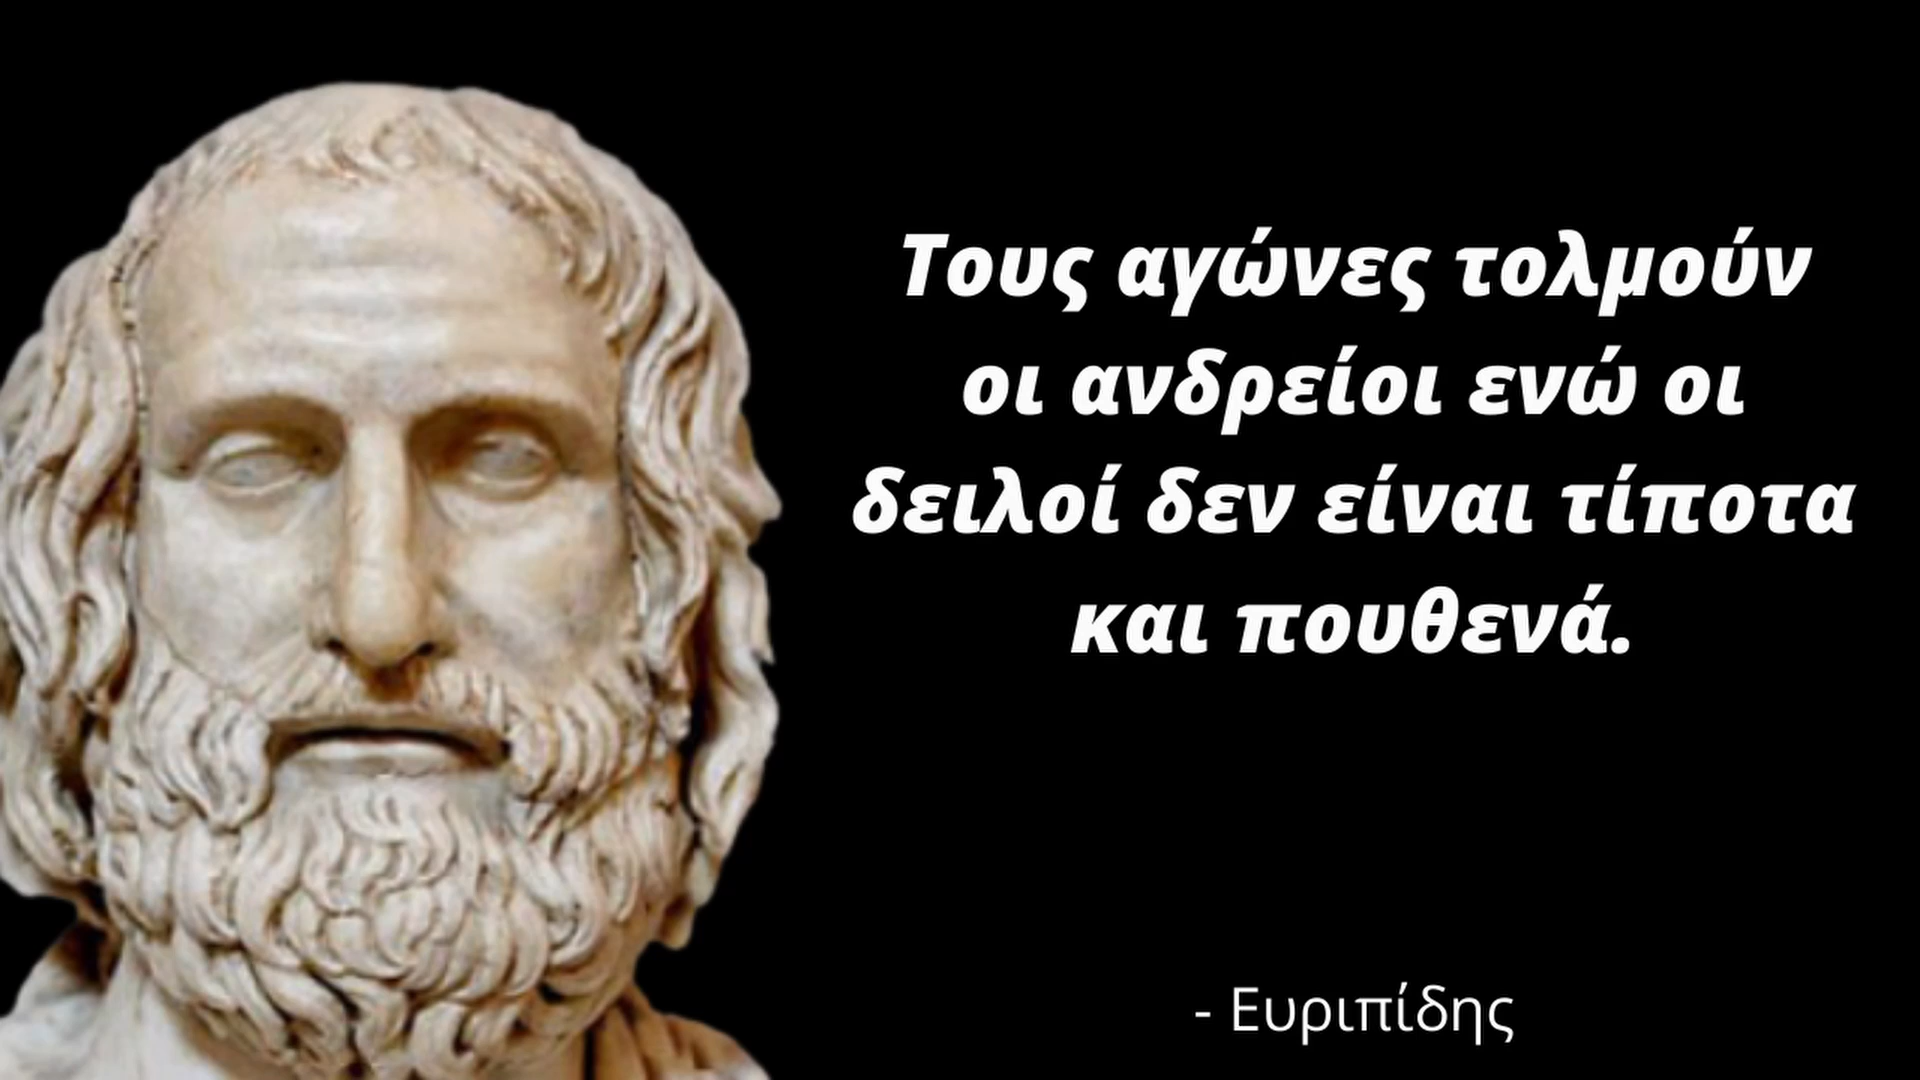 Τους αγώνες τολμούν
οι ανδρείοι ενώ οι
δειλοί δεν είναι τίποτα
και πουθενά.
- Ευριπίδης